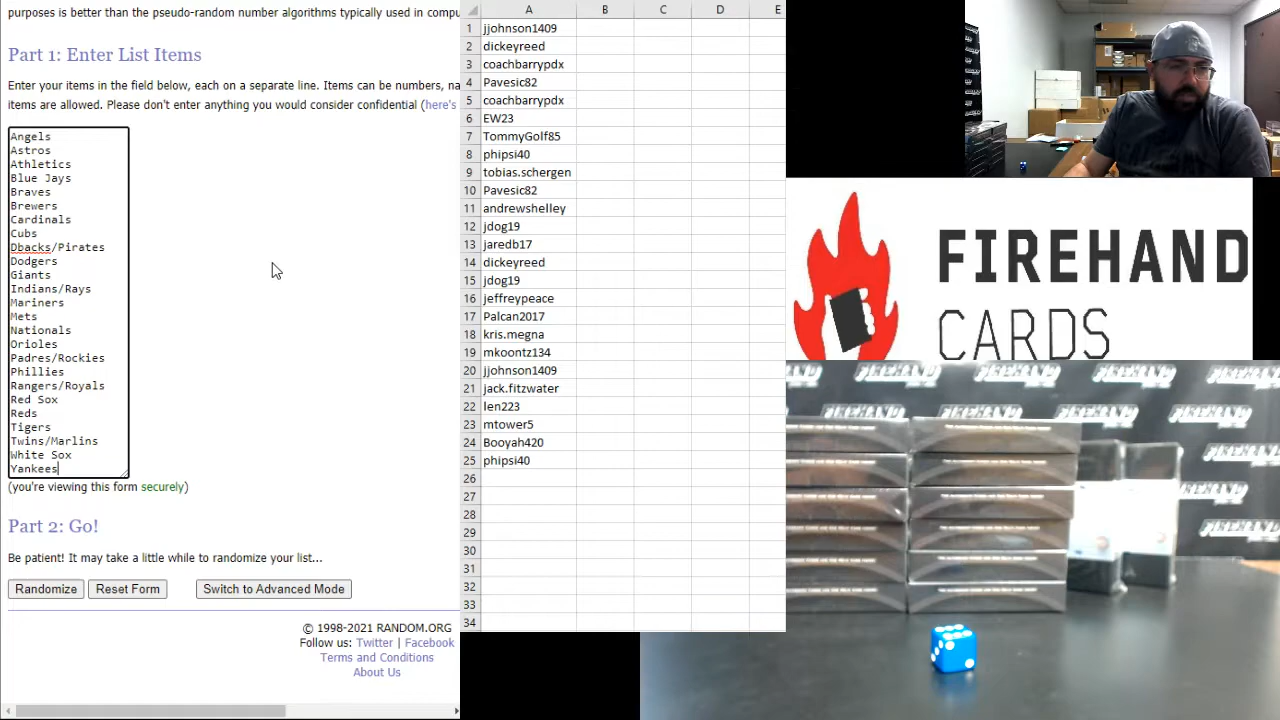 purposes is better than the pseudo-random number algorithms typically used in compu
Part 1: Enter List Items
Enter your items in the field below, each on a separate line. Items can be numbers, na
items are allowed. Please don't enter anything you would consider confidential (here's
Angels
Astros
Athletics
Blue Jays
Braves
Brewers
Cardinals
Cubs
Dbacks/Pirates
Dodgers
Giants
Indians/Rays
Mariners
Mets
Nationals
Orioles
Padres/Rockies
Phillies
Rangers/Royals
Red Sox
Reds
Tigers
Twins/Marlins
White Sox
Yankees
(you're viewing this form securely)
Part 2: Go!
Be patient! It may take a little while to randomize your list...
Randomize Reset Form Switch to Advanced Mode
© 1998-2021 RANDOM.ORG
Follow us: Twitter | Facebook
Terms and Conditions
About Us
A B C D E
1 jjohnson1409
2 dickeyreed
3 coachbarrypdx
4 Pavesic82
5 coachbarrypdx
6 EW23
7 TommyGolf85
8 phipsi40
9 tobias.schergen
10 Pavesic82
11 andrewshelley
12 jdog19
13 jaredb17
14 dickeyreed
15 jdog19
16 jeffreypeace
17 Palcan2017
18 kris.megna
19 mkoontz134
20 jjohnson1409
21 jack.fitzwater
22 len223
23 mtower5
24 Booyah420
25 phipsi40
26
27
28
29
30
31
32
33
34
FIREHAND
CARDS